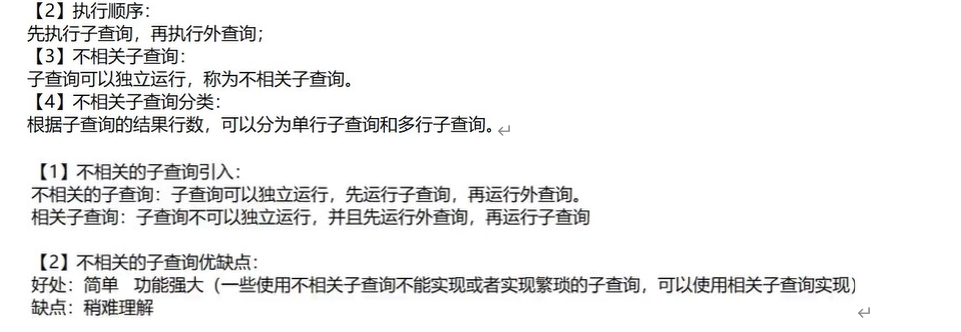 【2】执行顺序：
先执行子查询，再执行外查询；
【3】不相关子查询：
子查询可以独立运行，称为不相关子查询。
【4】不相关子查询分类：
根据子查询的结果行数，可以分为单行子查询和多行子查询。
【1】不相关的子查询引入：
不相关的子查询：子查询可以独立运行，先运行子查询，再运行外查询。
相关子查询：子查询不可以独立运行，并且先运行外查询，再运行子查询
【2】不相关的子查询优缺点：
好处：简单 功能强大（一些使用不相关子查询不能实现或者实现繁琐的子查询，可以使用相关子查询实现）
缺点：稍难理解